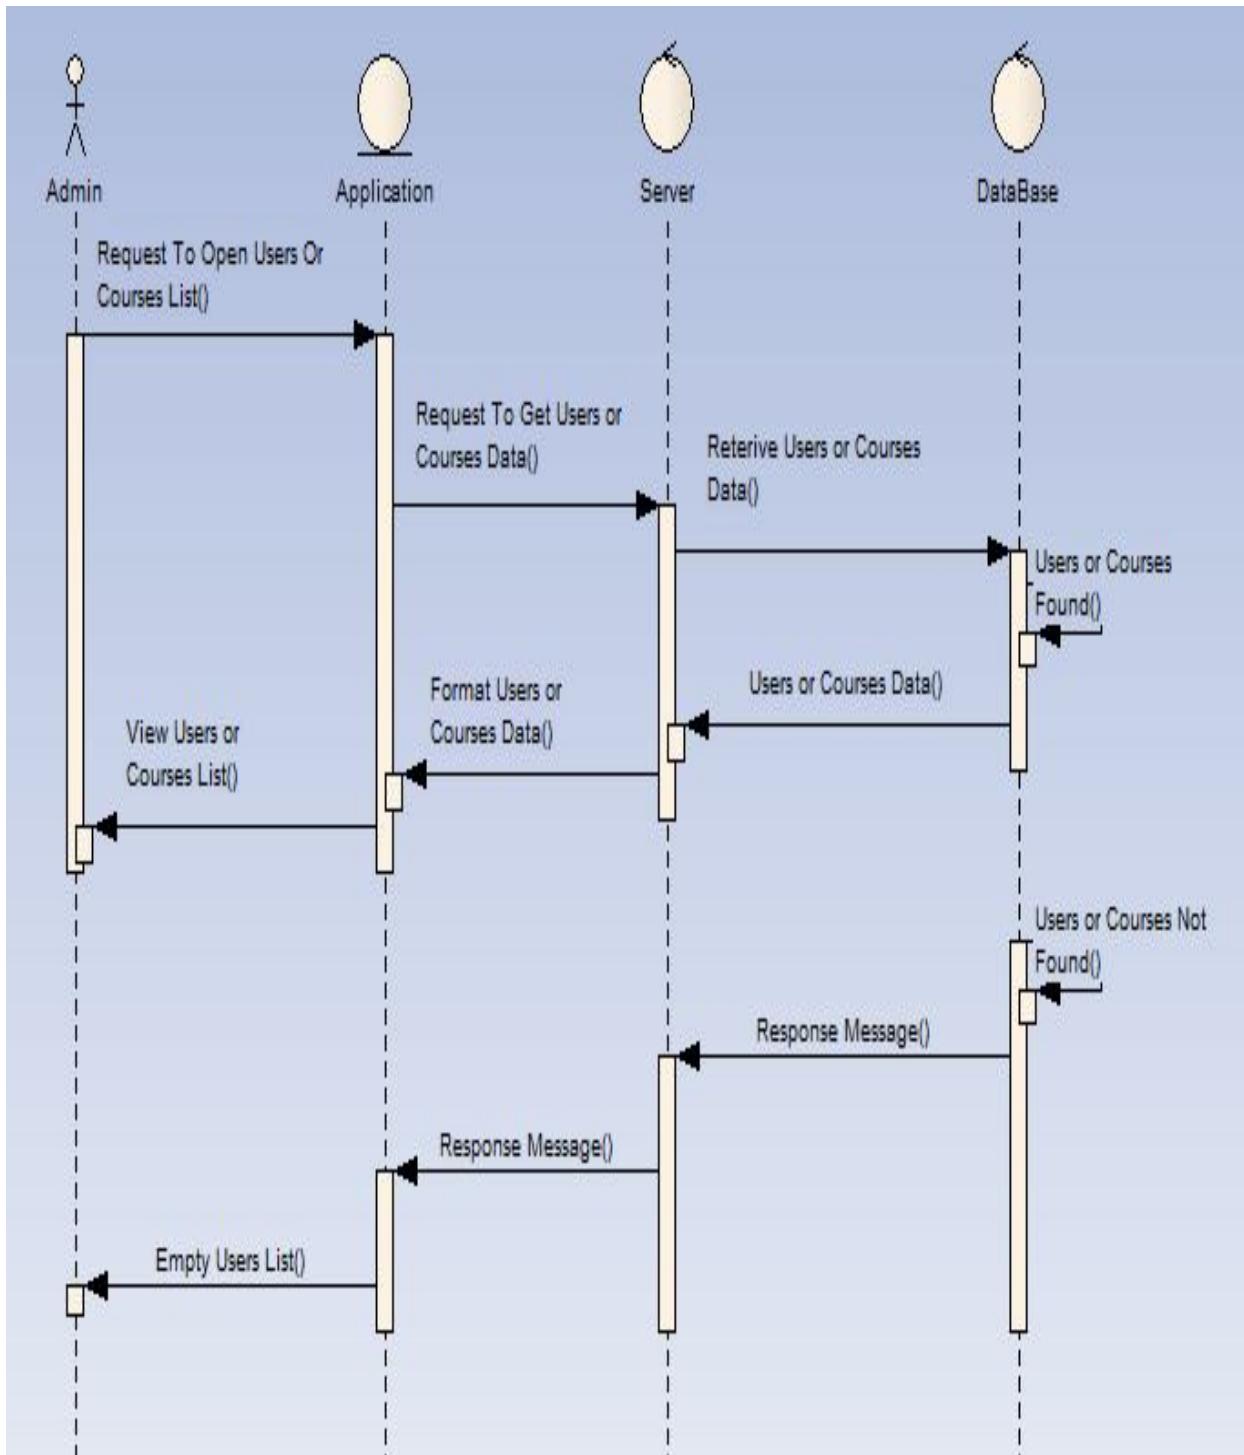 Admin
Application
Server
DataBase
Request To Open Users Or
Courses List()
Request To Get Users or
Courses Data()
Reterive Users or Courses
Data()
Users or Courses
Found()
Users or Courses Data()
Format Users or
Courses Data()
View Users or
Courses List()
Users or Courses Not
Found()
Response Message()
Response Message()
Empty Users List()